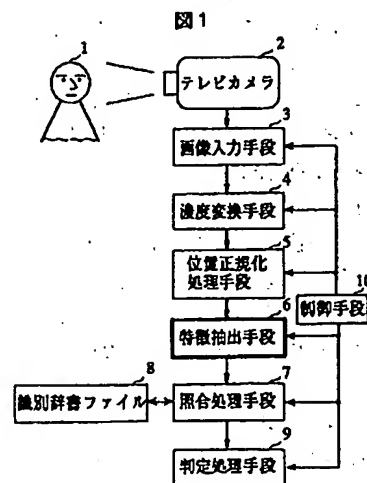 図1
1
2
テレビカメラ
3
画像入力手段
4
濃度変換手段
5
位置正規化
処理手段
10
制御手段
6
特徴抽出手段
7
8
識別辞書ファイル
照合処理手段
9
判定処理手段